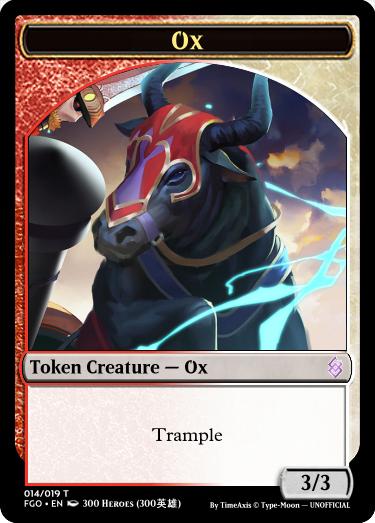 Ox
Token Creature — Ox
Trample
3/3
014/019 T
FGO • EN 300 Heroes (300英雄)
By TimeAxis © Type-Moon — UNOFFICIAL